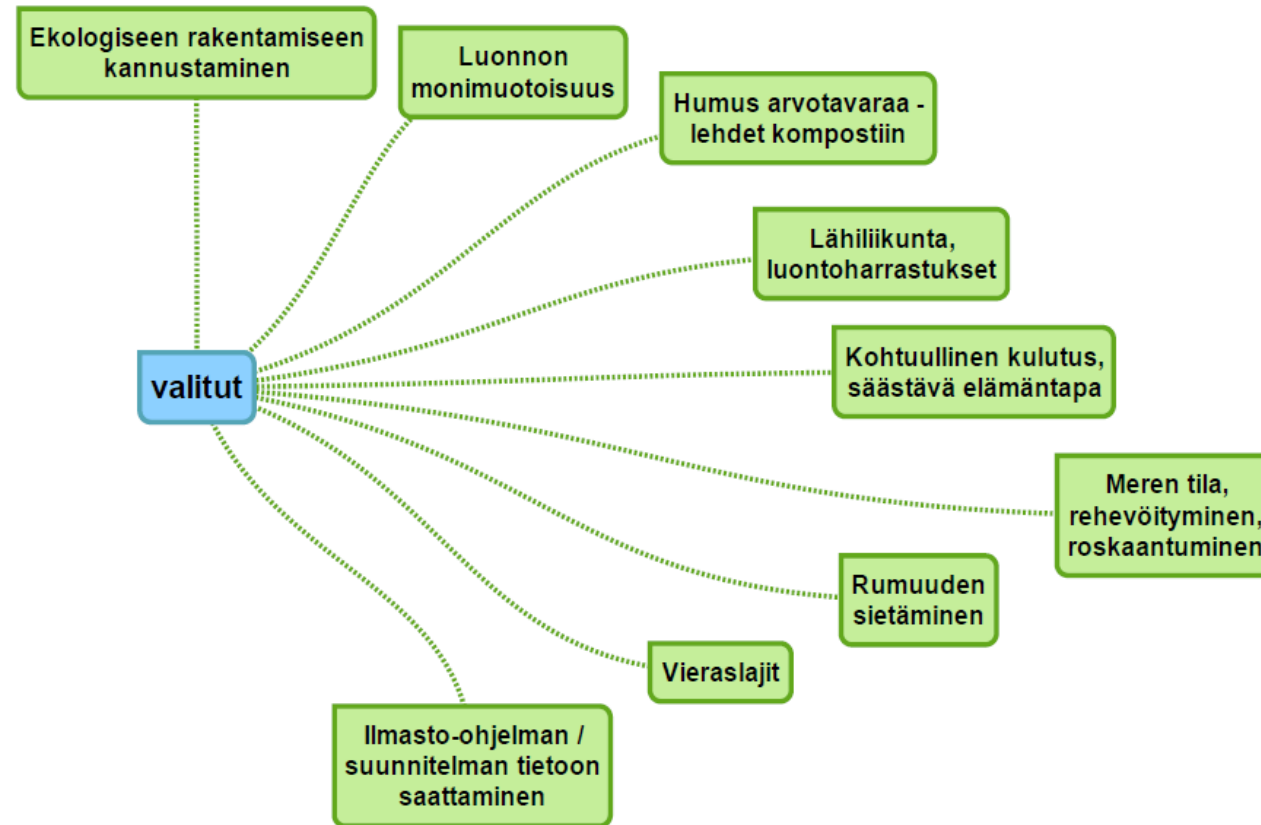 Ekologiseen rakentamiseen
kannustaminen
Luonnon
monimuotoisuus
Humus arvotavaraa -
lehdet kompostiin
Lähiliikunta,
luontoharrastukset
Kohtuullinen kulutus,
säästävä elämäntapa
valitut
Meren tila,
rehevöityminen,
roskaantuminen
Rumuuden
sietäminen
Vieraslajit
Ilmasto-ohjelman /
suunnitelman tietoon
saattaminen